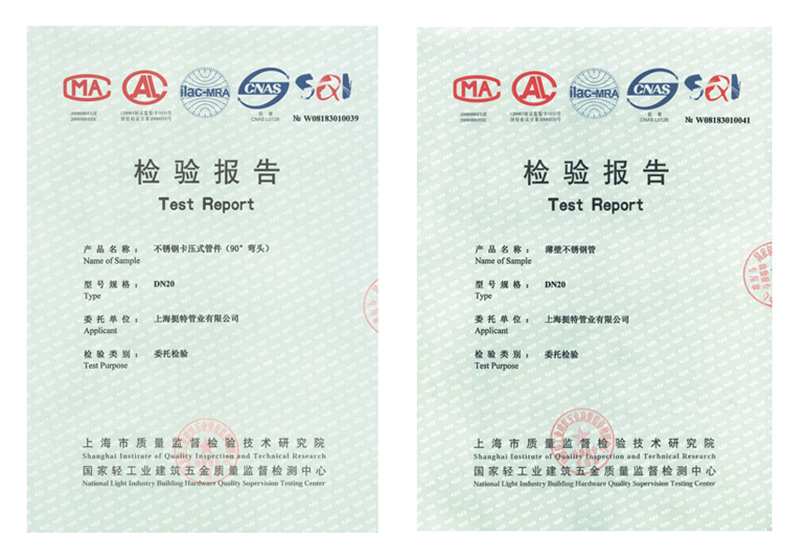 MA
AL
ilac-MRA
CNAS
SQI
CNAS L0128
№ W08183010039
检验报告
Test Report
产品名称： 不锈钢卡压式管件（90°弯头）
Name of Sample
型号规格： DN20
Type
委托单位： 上海挺特管业有限公司
Applicant
检验类别： 委托检验
Test Purpose
上海市质量监督检验技术研究院
Shanghai Institute of Quality Inspection and Technical Research
国家轻工业建筑五金质量监督检测中心
National Light Industry Building Hardware Quality Supervision Testing Center
MA
AL
ilac-MRA
CNAS
SQI
CNAS L0128
№ W08183010041
检验报告
Test Report
产品名称： 薄壁不锈钢管
Name of Sample
型号规格： DN20
Type
委托单位： 上海挺特管业有限公司
Applicant
检验类别： 委托检验
Test Purpose
上海市质量监督检验技术研究院
Shanghai Institute of Quality Inspection and Technical Research
国家轻工业建筑五金质量监督检测中心
National Light Industry Building Hardware Quality Supervision Testing Center